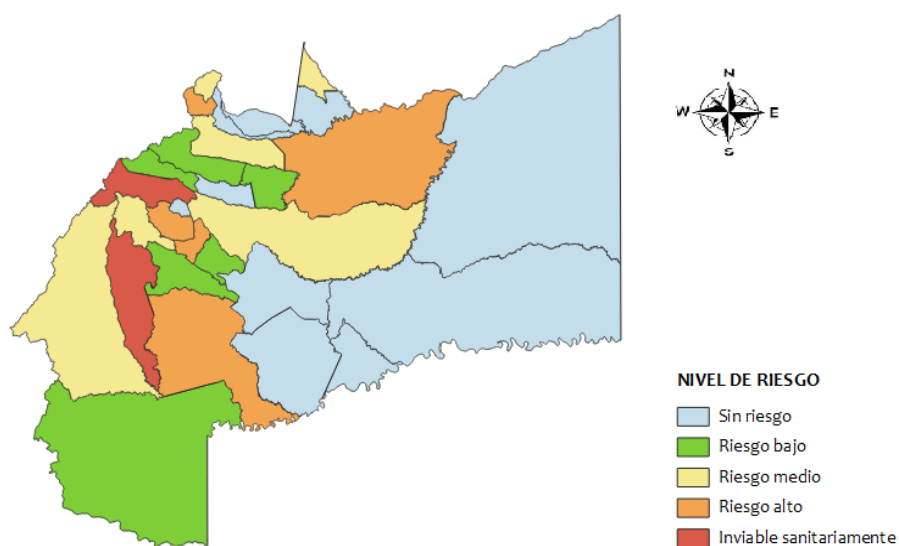 N
W E
S
NIVEL DE RIESGO
Sin riesgo
Riesgo bajo
Riesgo medio
Riesgo alto
Inviable sanitariamente